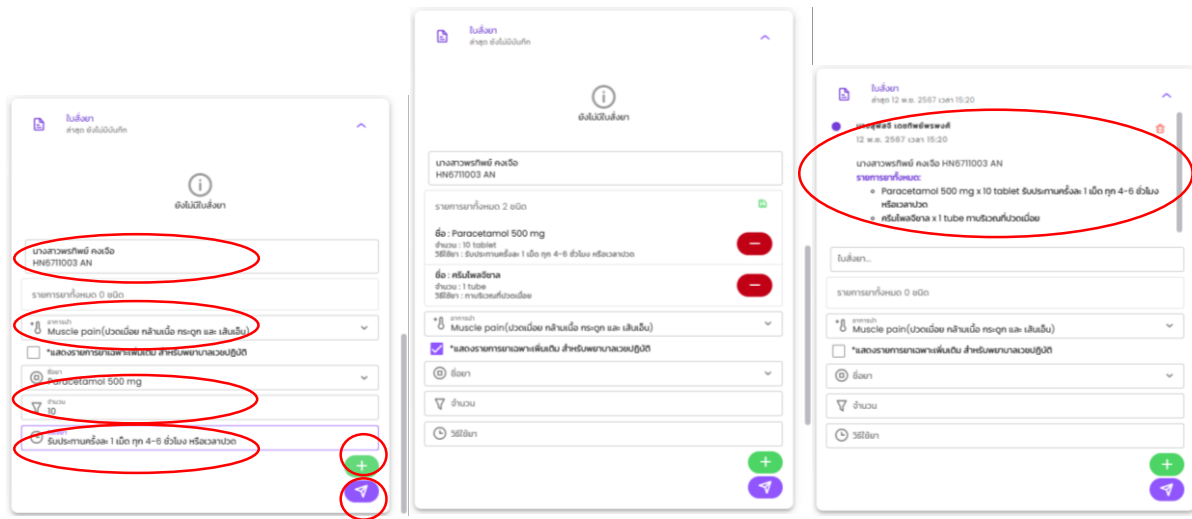 ใบสั่งยา
ล่าสุด ยังไม่มีบันทึก
ยังไม่มีใบสั่งยา
นางสาวพรทิพย์ คงเจือ
HN6711003 AN
รายการยาทั้งหมด 0 ชนิด
อาการนำ
Muscle pain(ปวดเมื่อย กล้ามเนื้อ กระดูก และ เส้นเอ็น)
*แสดงรายการยาเฉพาะเพิ่มเติม สำหรับพยาบาลเวชปฏิบัติ
ชื่อยา
Paracetamol 500 mg
จำนวน
10
รับประทานครั้งละ 1 เม็ด ทุก 4-6 ชั่วโมง หรือเวลาปวด
ใบสั่งยา
ล่าสุด ยังไม่มีบันทึก
ยังไม่มีใบสั่งยา
นางสาวพรทิพย์ คงเจือ
HN6711003 AN
รายการยาทั้งหมด 2 ชนิด
ชื่อ : Paracetamol 500 mg
จำนวน : 10 tablet
วิธีใช้ยา : รับประทานครั้งละ 1 เม็ด ทุก 4-6 ชั่วโมง หรือเวลาปวด
ชื่อ : ครีมไพลจีซาล
จำนวน : 1 tube
วิธีใช้ยา : ทาบริเวณที่ปวดเมื่อย
อาการนำ
Muscle pain(ปวดเมื่อย กล้ามเนื้อ กระดูก และ เส้นเอ็น)
*แสดงรายการยาเฉพาะเพิ่มเติม สำหรับพยาบาลเวชปฏิบัติ
ชื่อยา
จำนวน
วิธีใช้ยา
ใบสั่งยา
ล่าสุด 12 พ.ย. 2567 เวลา 15:20
12 พ.ย. 2567 เวลา 15:20
นางสาวพรทิพย์ คงเจือ HN6711003 AN
รายการยาทั้งหมด:
Paracetamol 500 mg x 10 tablet รับประทานครั้งละ 1 เม็ด ทุก 4-6 ชั่วโมง
หรือเวลาปวด
ครีมไพลจีซาล x 1 tube ทาบริเวณที่ปวดเมื่อย
ใบสั่งยา...
รายการยาทั้งหมด 0 ชนิด
อาการนำ
Muscle pain(ปวดเมื่อย กล้ามเนื้อ กระดูก และ เส้นเอ็น)
*แสดงรายการยาเฉพาะเพิ่มเติม สำหรับพยาบาลเวชปฏิบัติ
ชื่อยา
จำนวน
วิธีใช้ยา